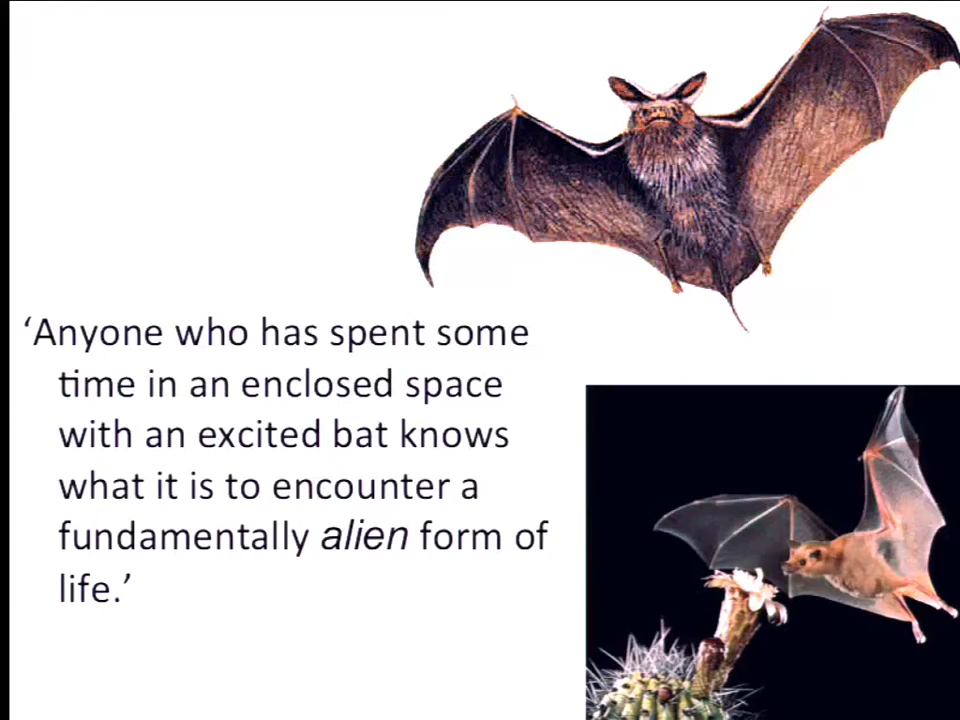 ‘Anyone who has spent some
time in an enclosed space
with an excited bat knows
what it is to encounter a
fundamentally alien form of
life.’